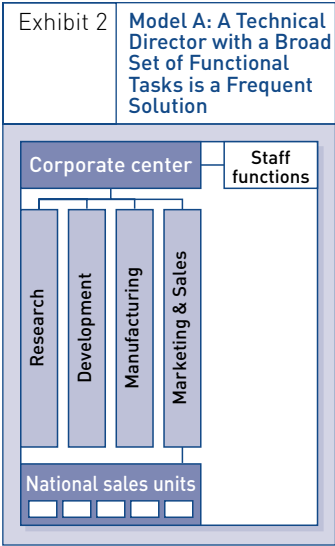 Exhibit 2
Model A: A Technical
Director with a Broad
Set of Functional
Tasks is a Frequent
Solution
Corporate center
Staff
functions
Research
Development
Manufacturing
Marketing & Sales
National sales units